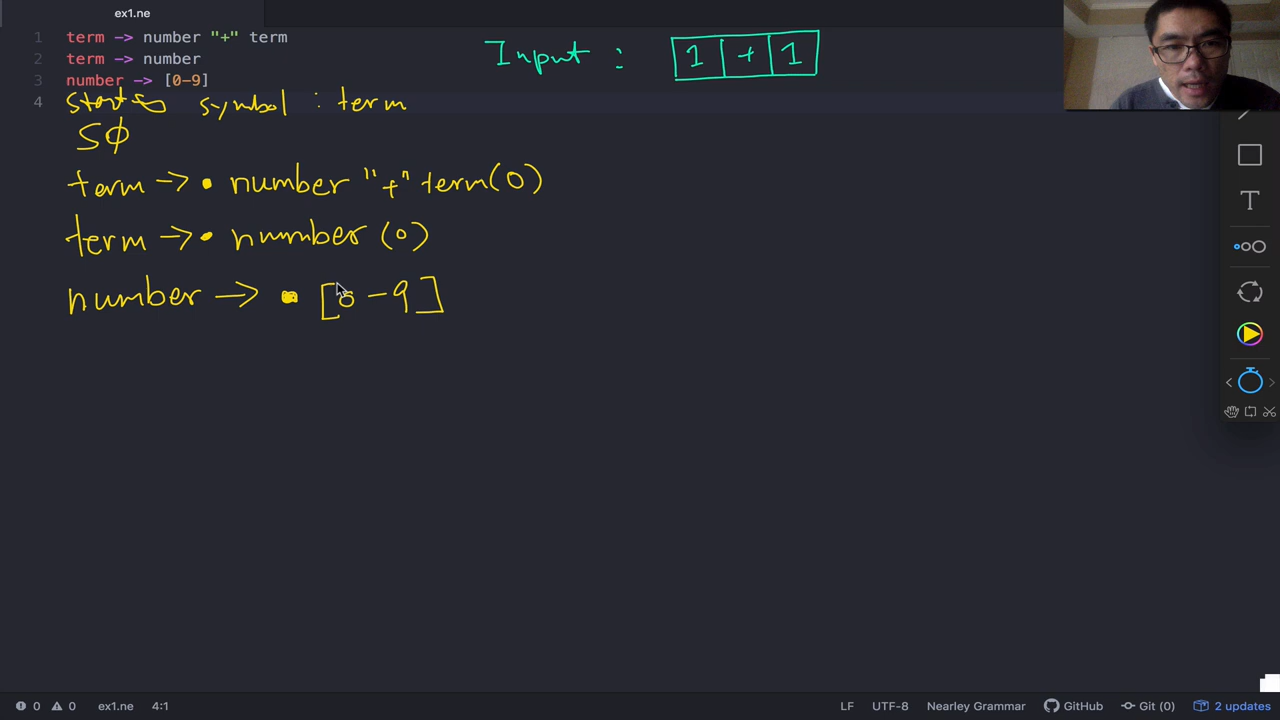 ex1.ne
1 term -> number "+" term
2 term -> number
3 number -> [0-9]
4
Input : 1 + 1
start symbol : term
S0
term -> • number "+" term (0)
term -> • number (0)
number -> • [0-9]
T
0 0 ex1.ne 4:1 LF UTF-8 Nearley Grammar GitHub Git (0) 2 updates